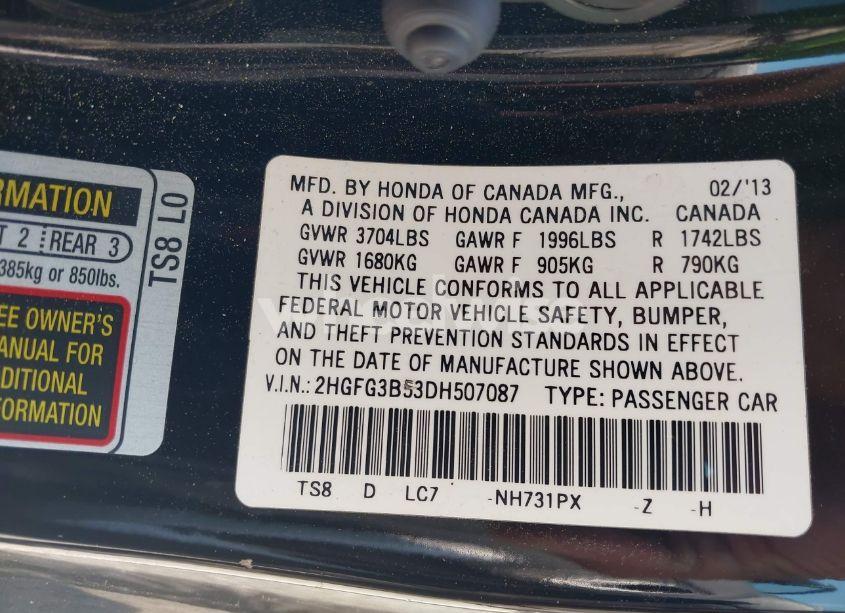 RMATION
T 2 REAR 3
385kg or 850lbs.
EE OWNER'S
ANUAL FOR
DITIONAL
FORMATION
TS8 L0
MFD. BY HONDA OF CANADA MFG., 02/'13
A DIVISION OF HONDA CANADA INC. CANADA
GVWR 3704LBS GAWR F 1996LBS R 1742LBS
GVWR 1680KG GAWR F 905KG R 790KG
THIS VEHICLE CONFORMS TO ALL APPLICABLE
FEDERAL MOTOR VEHICLE SAFETY, BUMPER,
AND THEFT PREVENTION STANDARDS IN EFFECT
ON THE DATE OF MANUFACTURE SHOWN ABOVE.
V.I.N.: 2HGFG3B53DH507087 TYPE: PASSENGER CAR
TS8 D LC7 -NH731PX -Z -H